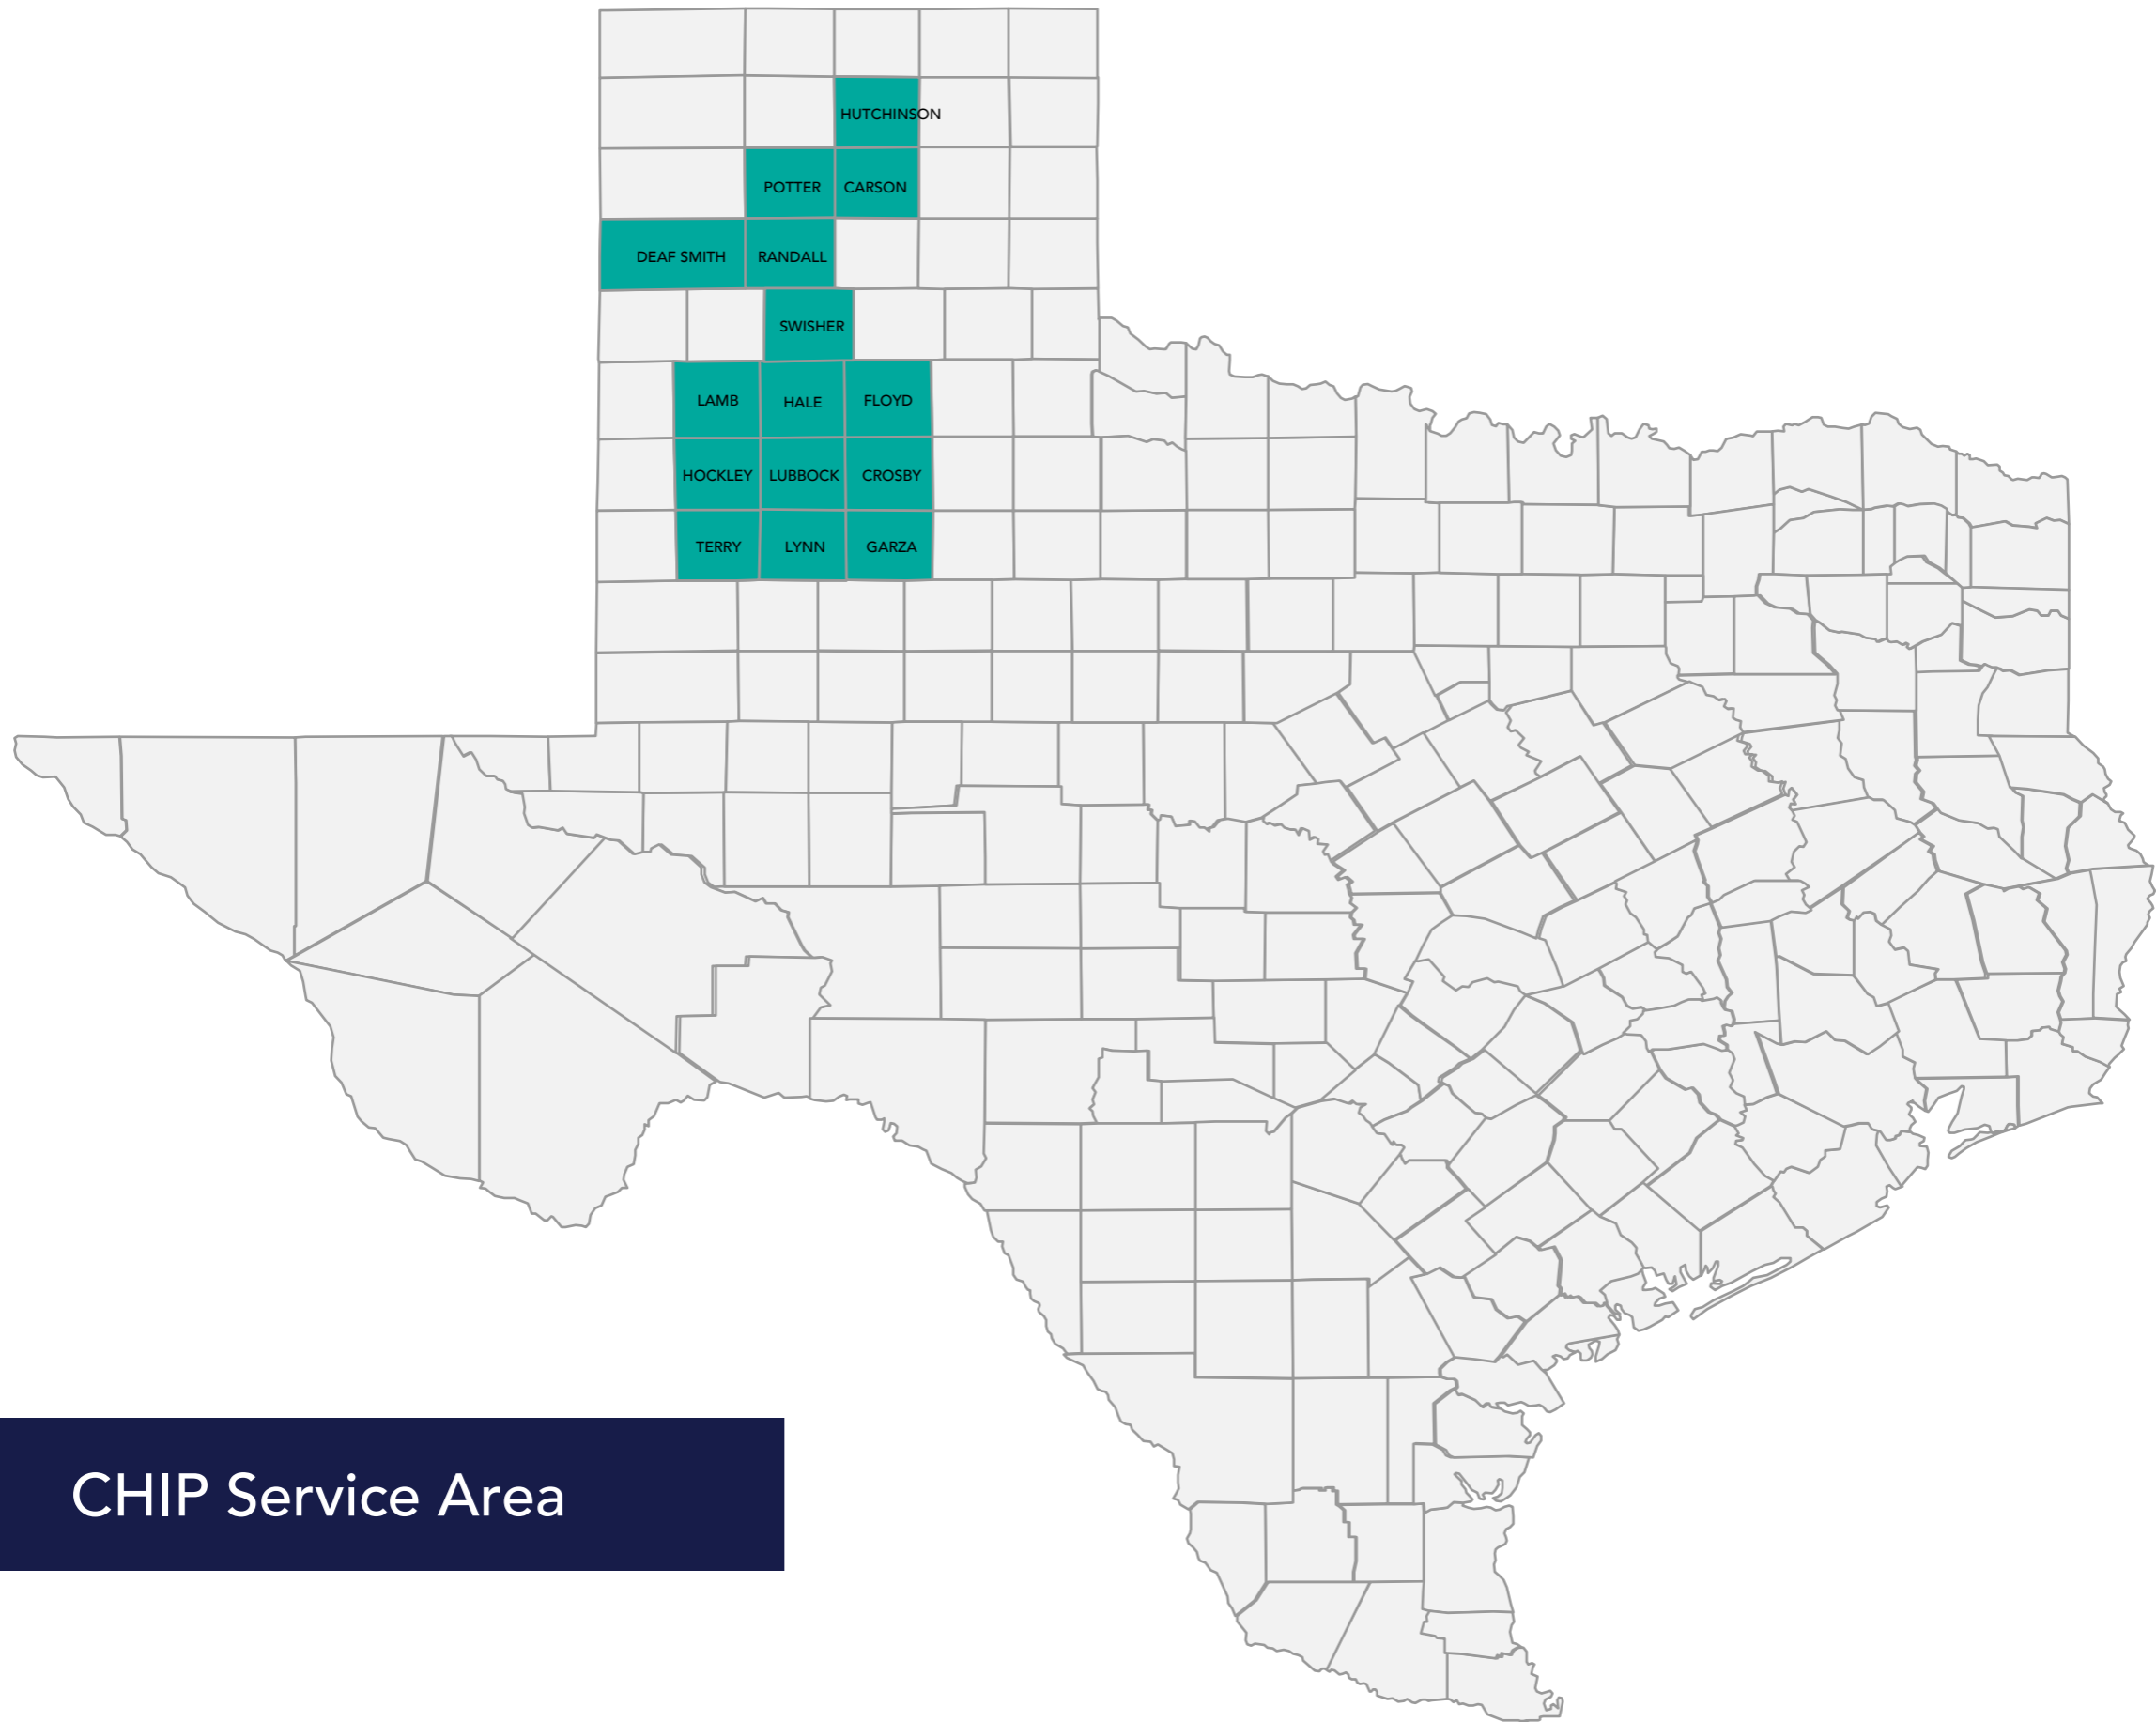 HUTCHINSON
POTTER CARSON
DEAF SMITH RANDALL
SWISHER
LAMB HALE FLOYD
HOCKLEY LUBBOCK CROSBY
TERRY LYNN GARZA
CHIP Service Area